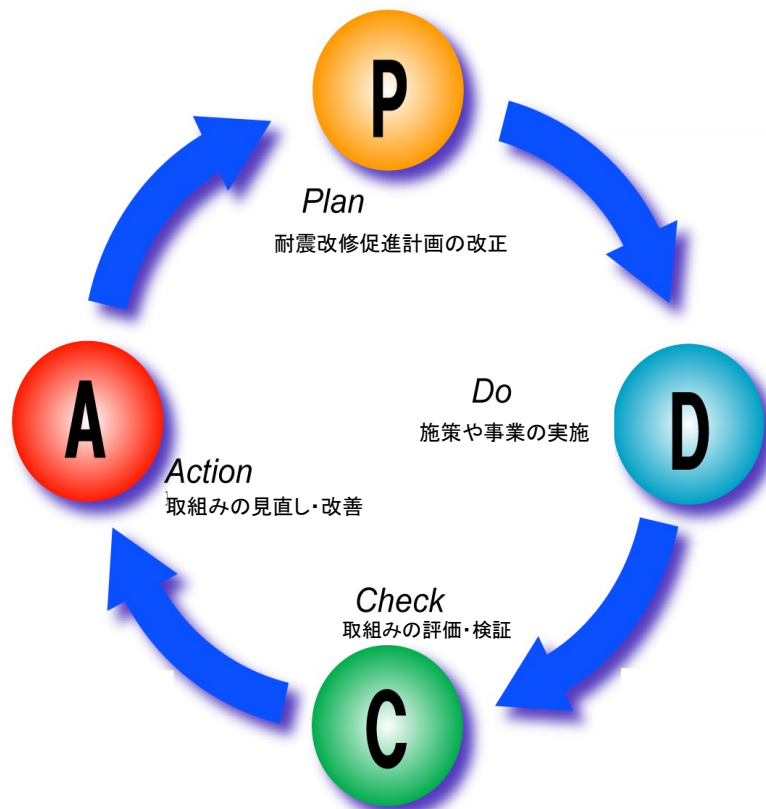 P
Plan
耐震改修促進計画の改正
D
Do
施策や事業の実施
C
Check
取組みの評価・検証
A
Action
取組みの見直し・改善